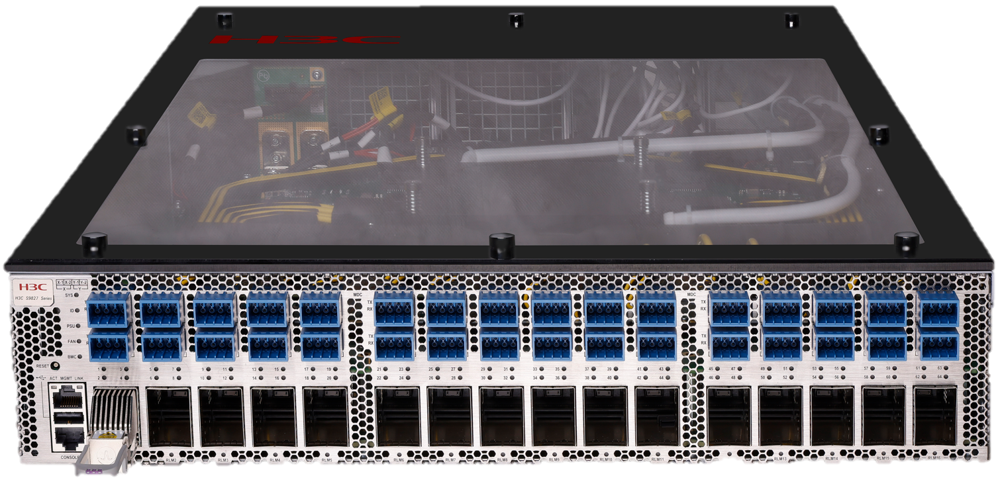 H3C
H3C
H3C S9827 Series
X-1 X-2 Y-1 Y-2
X Y
SYS
ID
PSU
FAN
BMC
RESET
ACT MGMT LINK
CONSOLE
MDC
MDC
TX
RX
TX
RX
TX
RX
TX
RX
1 3 5 7 9 11 13 15 17 19 21 23 25 27 29 31 33 35 37 39 41 43 45 47 49 51 53 55 57 59 61 63
2 4 6 8 10 12 14 16 18 20 22 24 26 28 30 32 34 36 38 40 42 44 46 48 50 52 54 56 58 60 62 64
RLM2 RLM3 RLM4 RLM5 RLM6 RLM7 RLM8 RLM9 RLM10 RLM11 RLM13 RLM14 RLM15 RLM16